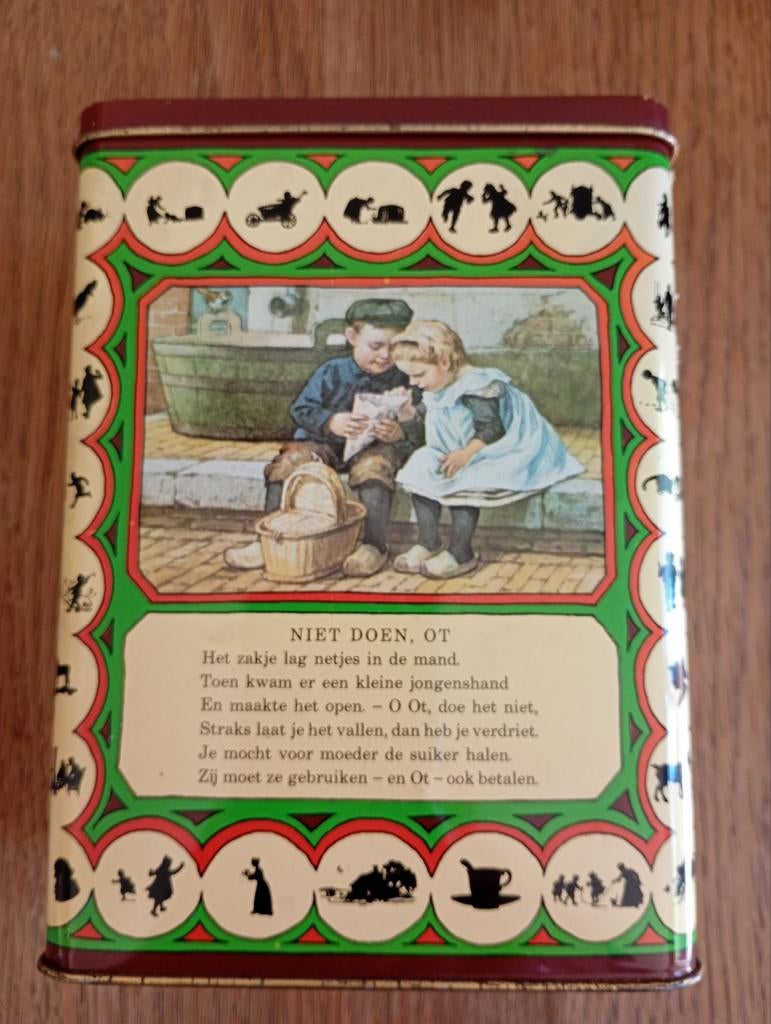 NIET DOEN, OT
Het zakje lag netjes in de mand.
Toen kwam er een kleine jongenshand
En maakte het open. – O Ot, doe het niet,
Straks laat je het vallen, dan heb je verdriet.
Je mocht voor moeder de suiker halen.
Zij moet ze gebruiken – en Ot – ook betalen.